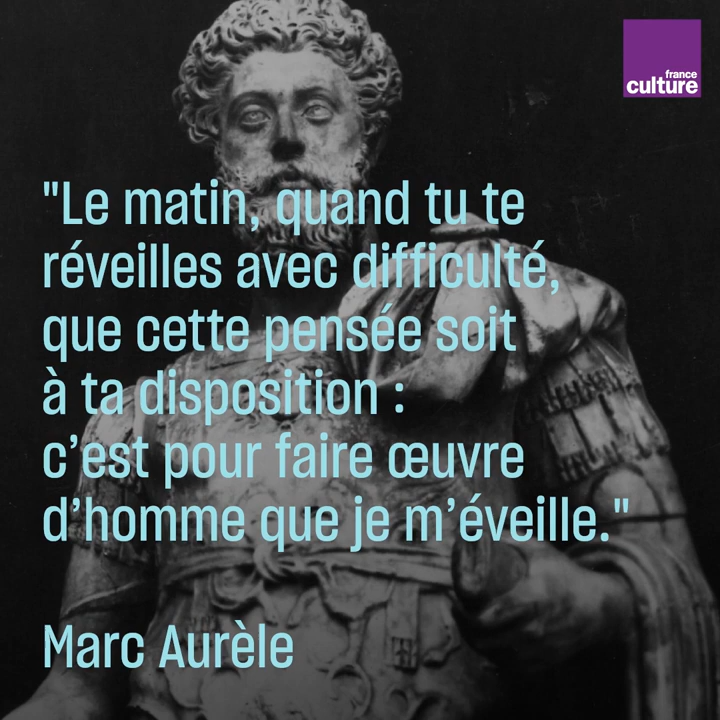 france
culture
"Le matin, quand tu te
réveilles avec difficulté,
que cette pensée soit
à ta disposition :
c’est pour faire œuvre
d’homme que je m’éveille."
Marc Aurèle